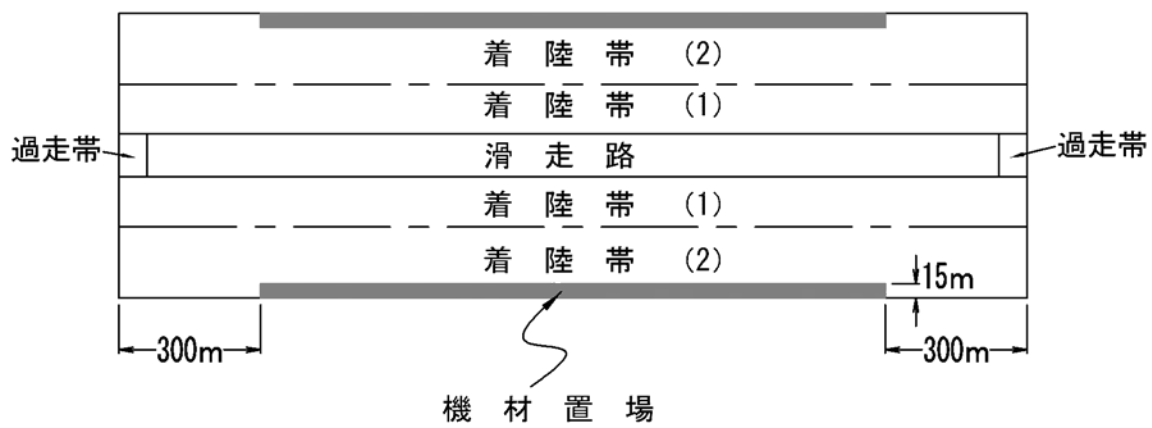 着 陸 帯 (2)
着 陸 帯 (1)
過走帯
滑 走 路
過走帯
着 陸 帯 (1)
着 陸 帯 (2)
15m
300m
300m
機 材 置 場